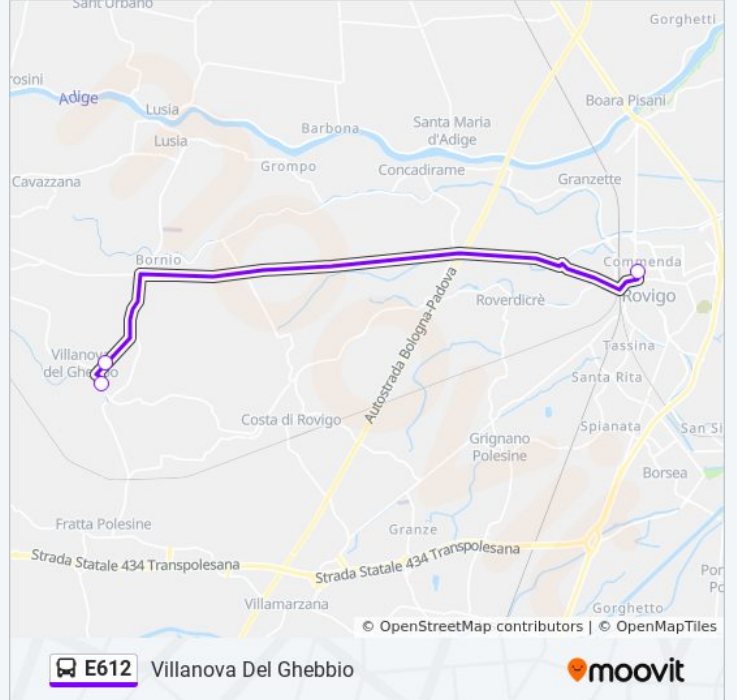 Sant'Urbano
Gorghetti
rosini
Adige
Lusia
Boara Pisani
Barbona
Santa Maria
d'Adige
Lusia
Grompo
Concadirame
Cavazzana
Granzette
Bornio
Commenda
Roverdicrè
Rovigo
Autostrada Bologna-Padova
Tassina
Villanova
del Ghebbio
Santa Rita
Costa di Rovigo
Spianata
San Si
Grignano
Polesine
Borsea
Fratta Polesine
Granze
Strada Statale 434 Transpolesana
Strada Statale 434 Transpolesana
Por
Po
Villamarzana
Gorghetto
© OpenStreetMap contributors | © OpenMapTiles
E612 Villanova Del Ghebbio
moovit